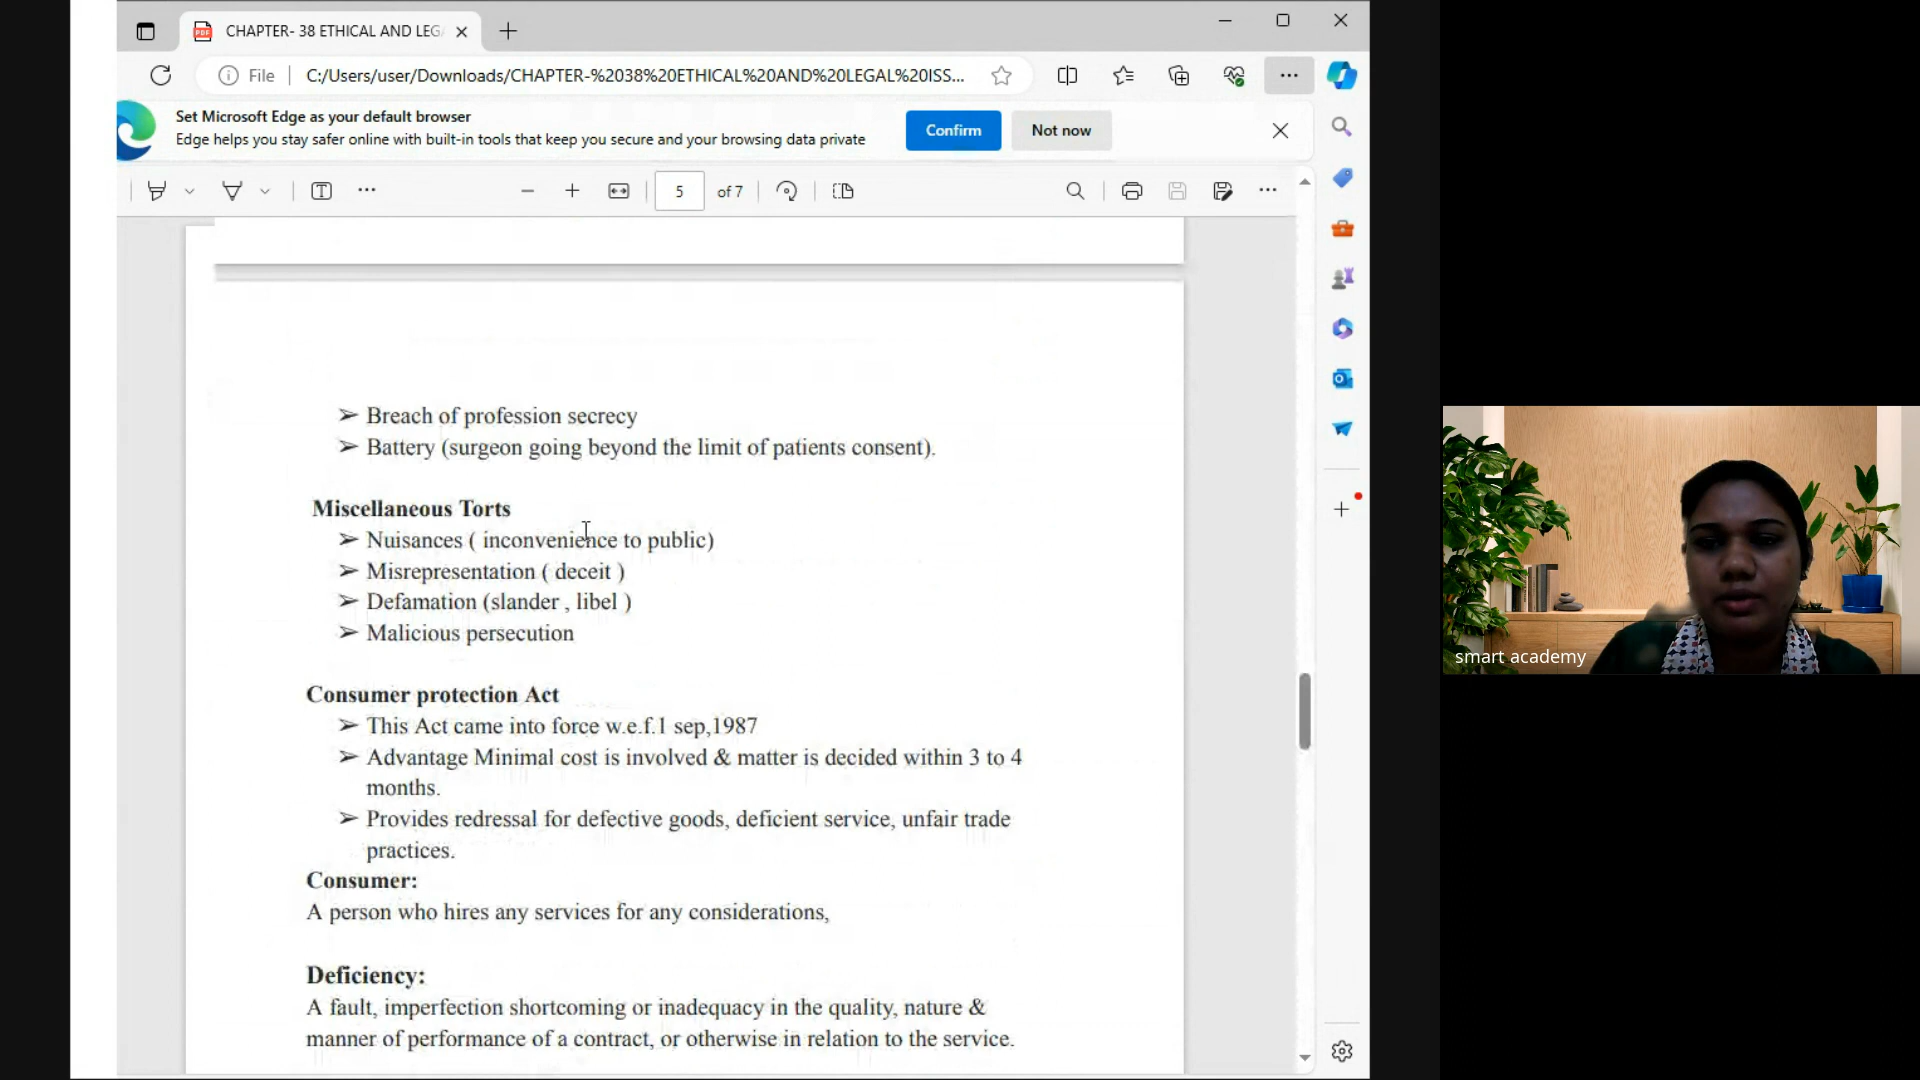 CHAPTER- 38 ETHICAL AND LEG
File
C:/Users/user/Downloads/CHAPTER-%2038%20ETHICAL%20AND%20LEGAL%20ISS...
Set Microsoft Edge as your default browser
Edge helps you stay safer online with built-in tools that keep you secure and your browsing data private
Confirm
Not now
5 of 7
➢ Breach of profession secrecy
➢ Battery (surgeon going beyond the limit of patients consent).
Miscellaneous Torts
➢ Nuisances ( inconvenience to public)
➢ Misrepresentation ( deceit )
➢ Defamation (slander , libel )
➢ Malicious persecution
Consumer protection Act
➢ This Act came into force w.e.f.1 sep,1987
➢ Advantage Minimal cost is involved & matter is decided within 3 to 4
months.
➢ Provides redressal for defective goods, deficient service, unfair trade
practices.
Consumer:
A person who hires any services for any considerations,
Deficiency:
A fault, imperfection shortcoming or inadequacy in the quality, nature &
manner of performance of a contract, or otherwise in relation to the service.
smart academy